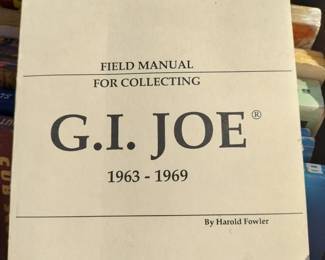 FIELD MANUAL
FOR COLLECTING
G.I. JOE®
1963 - 1969
By Harold Fowler